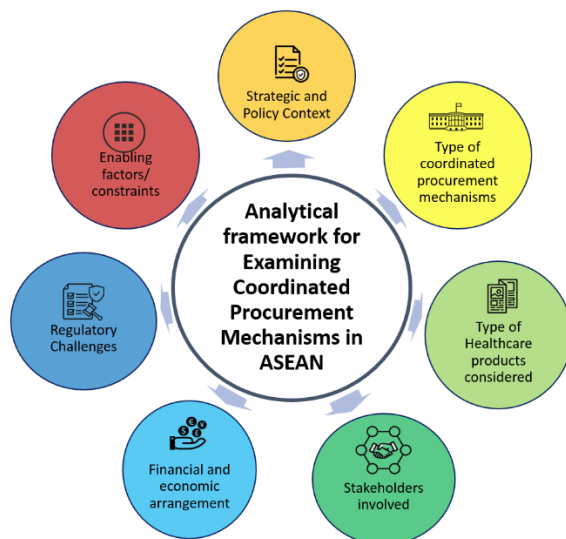 Strategic and
Policy Context
Type of
coordinated
procurement
mechanisms
Type of
Healthcare
products
considered
Stakeholders
involved
Financial and
economic
arrangement
Regulatory
Challenges
Enabling
factors/
constraints
Analytical
framework for
Examining
Coordinated
Procurement
Mechanisms in
ASEAN